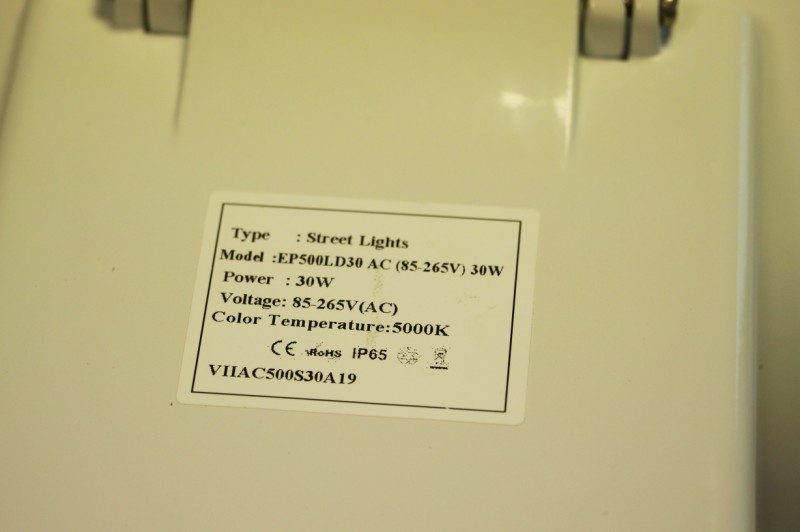 Type : Street Lights
Model :EP500LD30 AC (85-265V) 30W
Power : 30W
Voltage: 85-265V(AC)
Color Temperature:5000K
CE RoHS IP65
VIIAC500S30A19